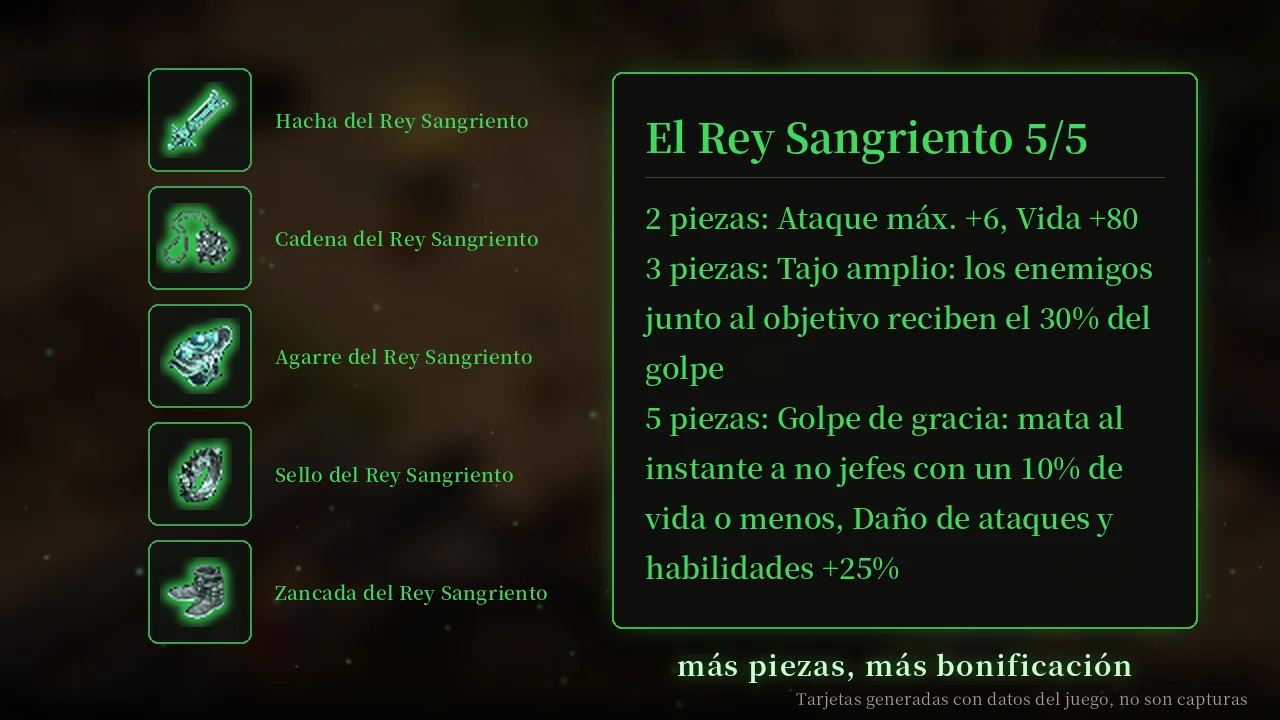 Hacha del Rey Sangriento
Cadena del Rey Sangriento
Agarre del Rey Sangriento
Sello del Rey Sangriento
Zancada del Rey Sangriento
El Rey Sangriento 5/5
2 piezas: Ataque máx. +6, Vida +80
3 piezas: Tajo amplio: los enemigos
junto al objetivo reciben el 30% del
golpe
5 piezas: Golpe de gracia: mata al
instante a no jefes con un 10% de
vida o menos, Daño de ataques y
habilidades +25%
más piezas, más bonificación
Tarjetas generadas con datos del juego, no son capturas